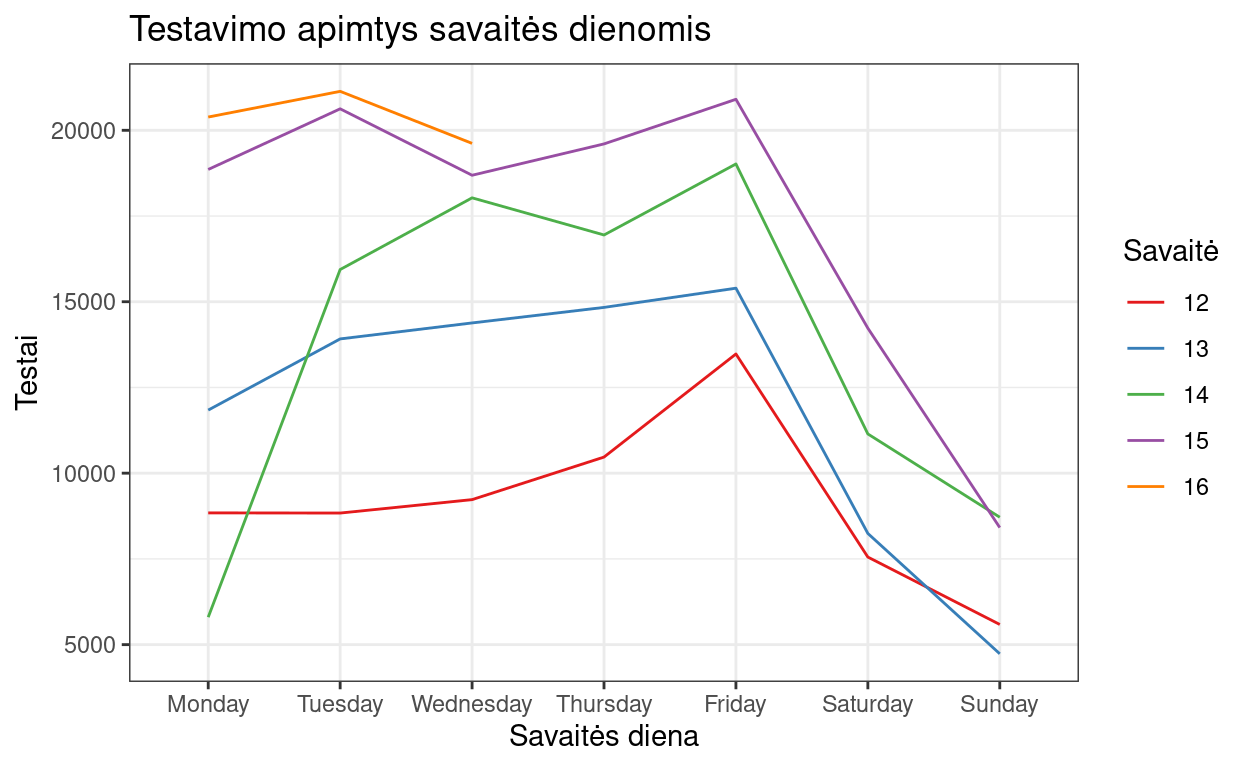 Testavimo apimtys savaitės dienomis
Testai
20000
15000
10000
5000
Monday Tuesday Wednesday Thursday Friday Saturday Sunday
Savaitės diena
Savaitė
12
13
14
15
16